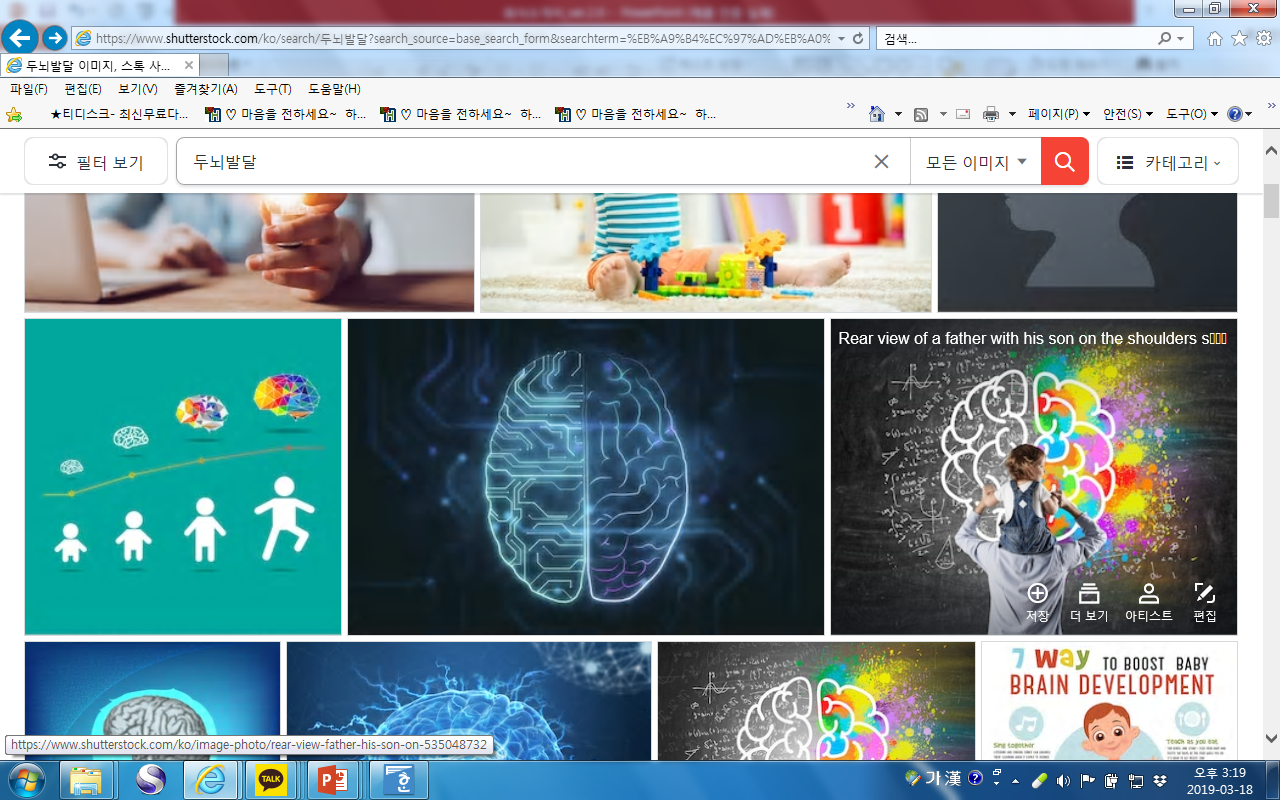 https://www.shutterstock.com/ko/search/두뇌발달?search_source=base_search_form&searchterm=%EB%A9%B4%EC%97%AD%EB%A0%
검색...
두뇌발달 이미지, 스톡 사...
파일(F) 편집(E) 보기(V) 즐겨찾기(A) 도구(T) 도움말(H)
★티디스크- 최신무료다... ♡ 마음을 전하세요~ 하... ♡ 마음을 전하세요~ 하... ♡ 마음을 전하세요~ 하... 페이지(P) 안전(S) 도구(O)
필터 보기 두뇌발달 모든 이미지 카테고리
1
Rear view of a father with his son on the shoulders s
저장 더 보기 아티스트 편집
7 way TO BOOST BABY
BRAIN DEVELOPMENT
Sing together
Teach as you eat
https://www.shutterstock.com/ko/image-photo/rear-view-father-his-son-on-535048732
TALK
가 漢
오후 3:19
2019-03-18